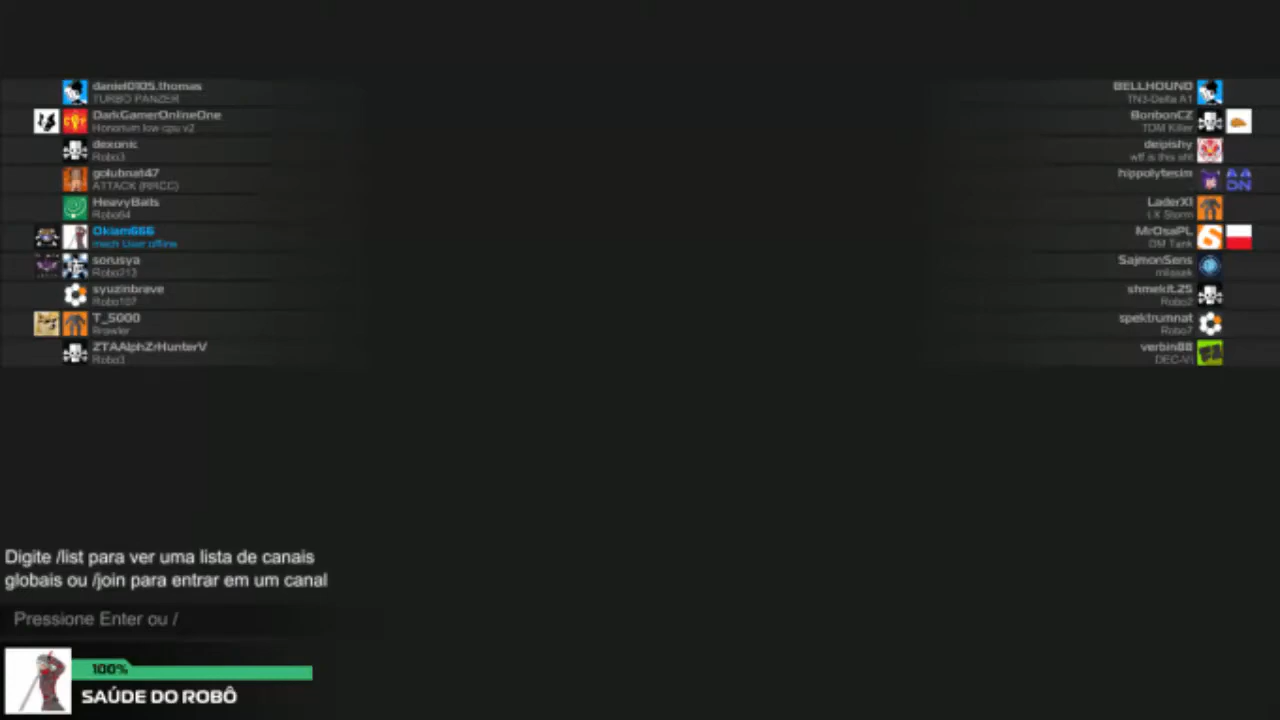 daniel0105.thomas
TURBO PANZER
DarkGamerOnlineOne
Honorium low cpu v2
dexonic
Robo3
golubnat47
ATTACK (RRCC)
HeavyBalls
Robo64
Okiam666
mech User offline
sorusya
Robo213
syuzinbrave
Robo107
T_5000
Rrawler
ZTAAlphZrHunterV
Robo3
BELLHOUND
TN3-Delta A1
BonbonCZ
TDM Killer
deipishy
wtf is this sht
hippolytesim
LaderX1
LX Storm
MrOsaPL
DM Tank
SajmonSens
shmekit.25
Robo2
spektrumnat
Robo7
verbin88
DEC-VI
Digite /list para ver uma lista de canais
globais ou /join para entrar em um canal
Pressione Enter ou /
100%
SAÚDE DO ROBÔ